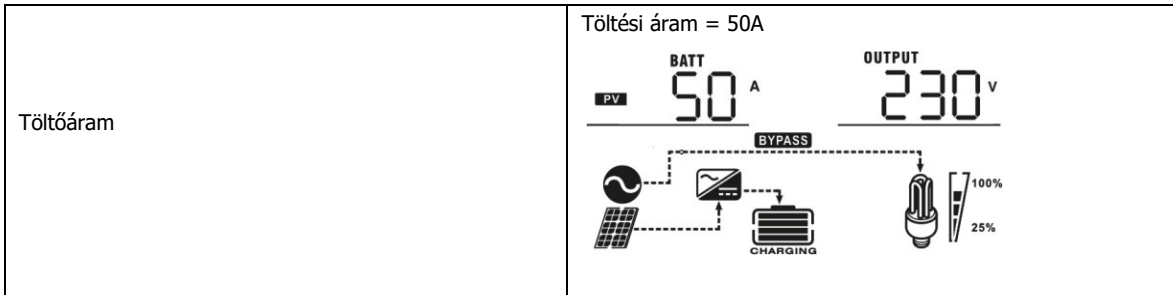 Töltőáram
Töltési áram = 50A
BATT
OUTPUT
PV
50 A
230 V
BYPASS
100%
25%
CHARGING